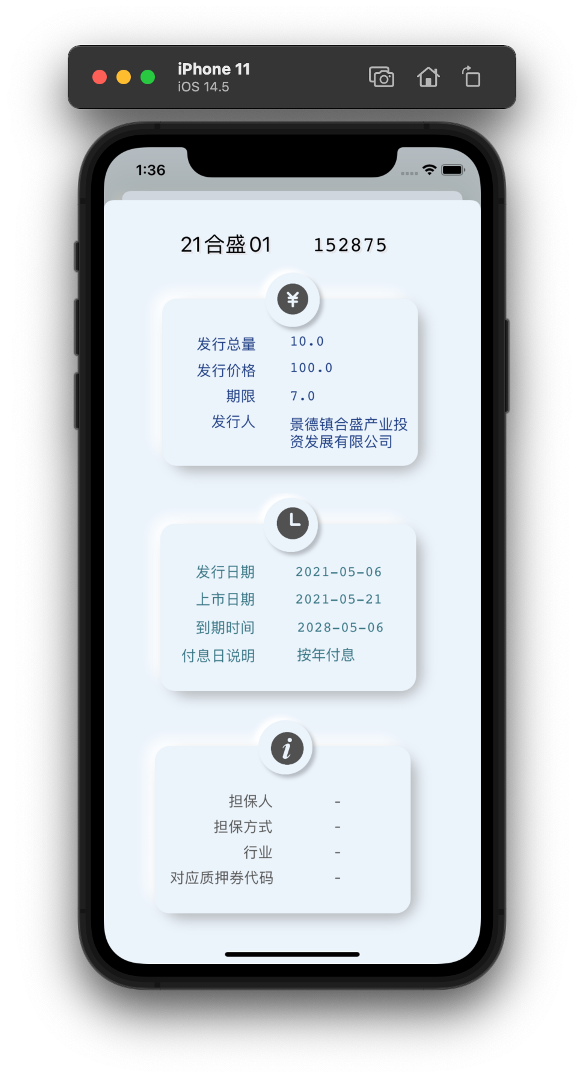 iPhone 11
iOS 14.5
1:36
21合盛01 152875
¥
发行总量 10.0
发行价格 100.0
期限 7.0
发行人 景德镇合盛产业投
资发展有限公司
发行日期 2021-05-06
上市日期 2021-05-21
到期时间 2028-05-06
付息日说明 按年付息
i
担保人 -
担保方式 -
行业 -
对应质押券代码 -